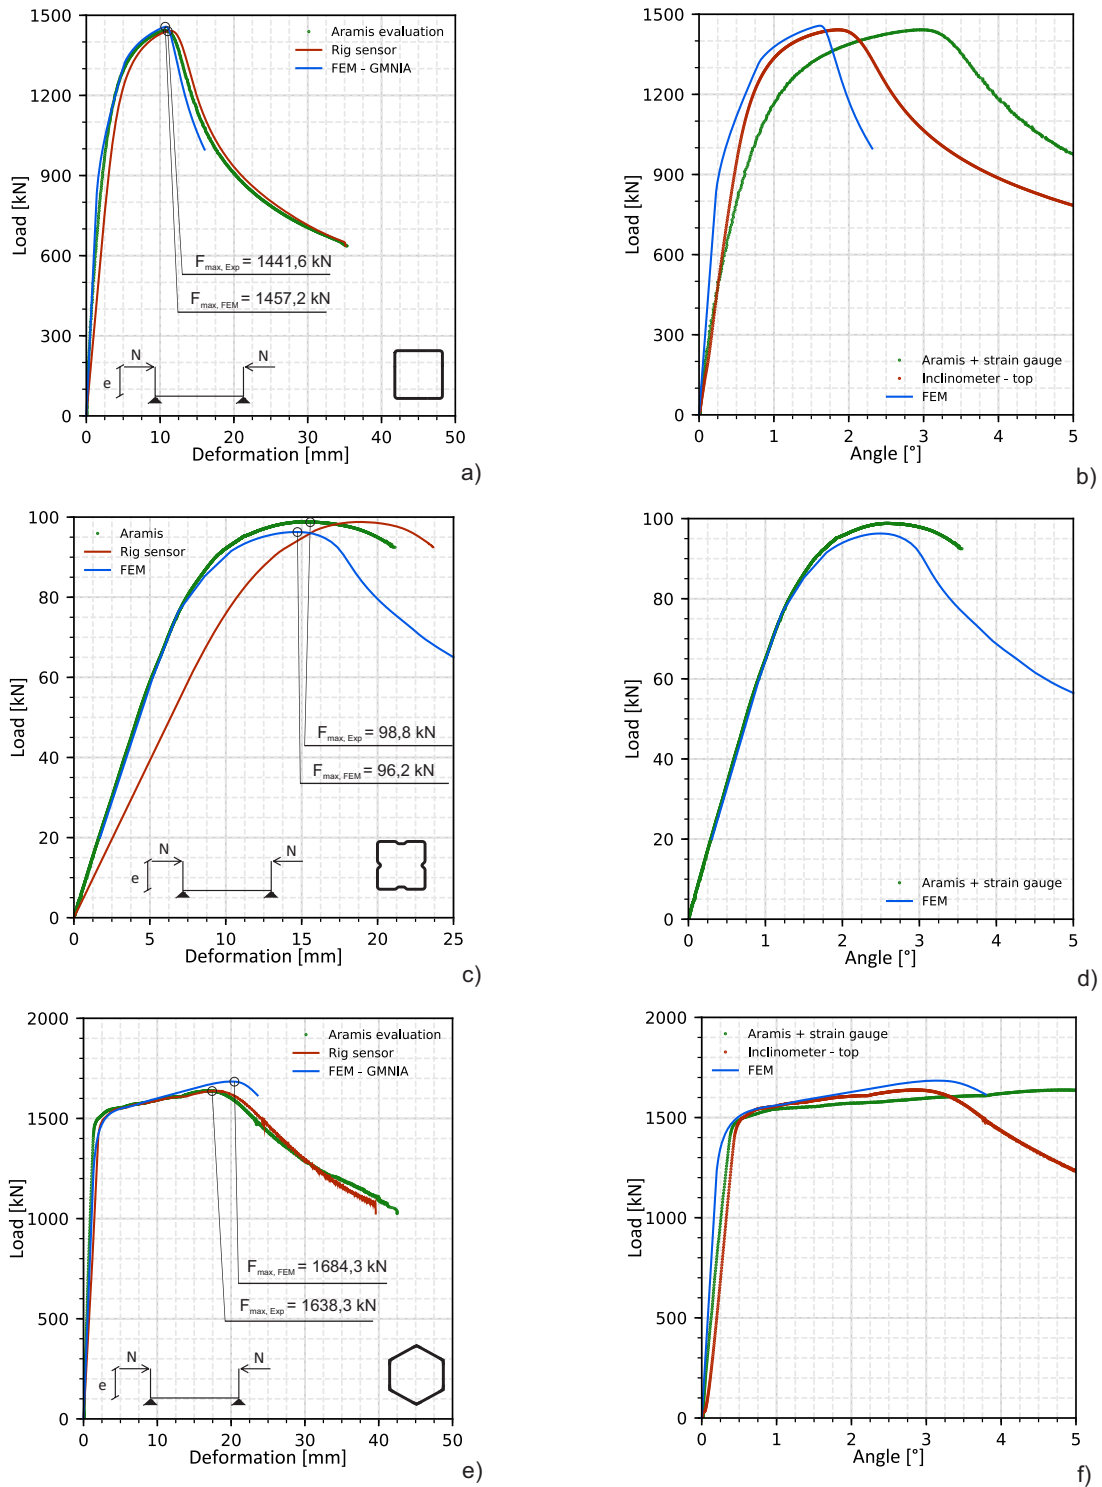 1500
1200
900
600
300
0
Load [kN]
Aramis evaluation
Rig sensor
FEM - GMNIA
Fmax, Exp = 1441,6 kN
Fmax, FEM = 1457,2 kN
N
N
e
0 10 20 30 40 50
Deformation [mm]
a)
1500
1200
900
600
300
0
Load [kN]
Aramis + strain gauge
Inclinometer - top
FEM
0 1 2 3 4 5
Angle [°]
b)
100
80
60
40
20
0
Load [kN]
Aramis
Rig sensor
FEM
Fmax, Exp = 98,8 kN
Fmax, FEM = 96,2 kN
N
N
e
0 5 10 15 20 25
Deformation [mm]
c)
100
80
60
40
20
0
Load [kN]
Aramis + strain gauge
FEM
0 1 2 3 4 5
Angle [°]
d)
2000
1500
1000
500
0
Load [kN]
Aramis evaluation
Rig sensor
FEM - GMNIA
Fmax, FEM = 1684,3 kN
Fmax, Exp = 1638,3 kN
N
N
e
0 10 20 30 40 50
Deformation [mm]
e)
2000
1500
1000
500
0
Load [kN]
Aramis + strain gauge
Inclinometer - top
FEM
0 1 2 3 4 5
Angle [°]
f)